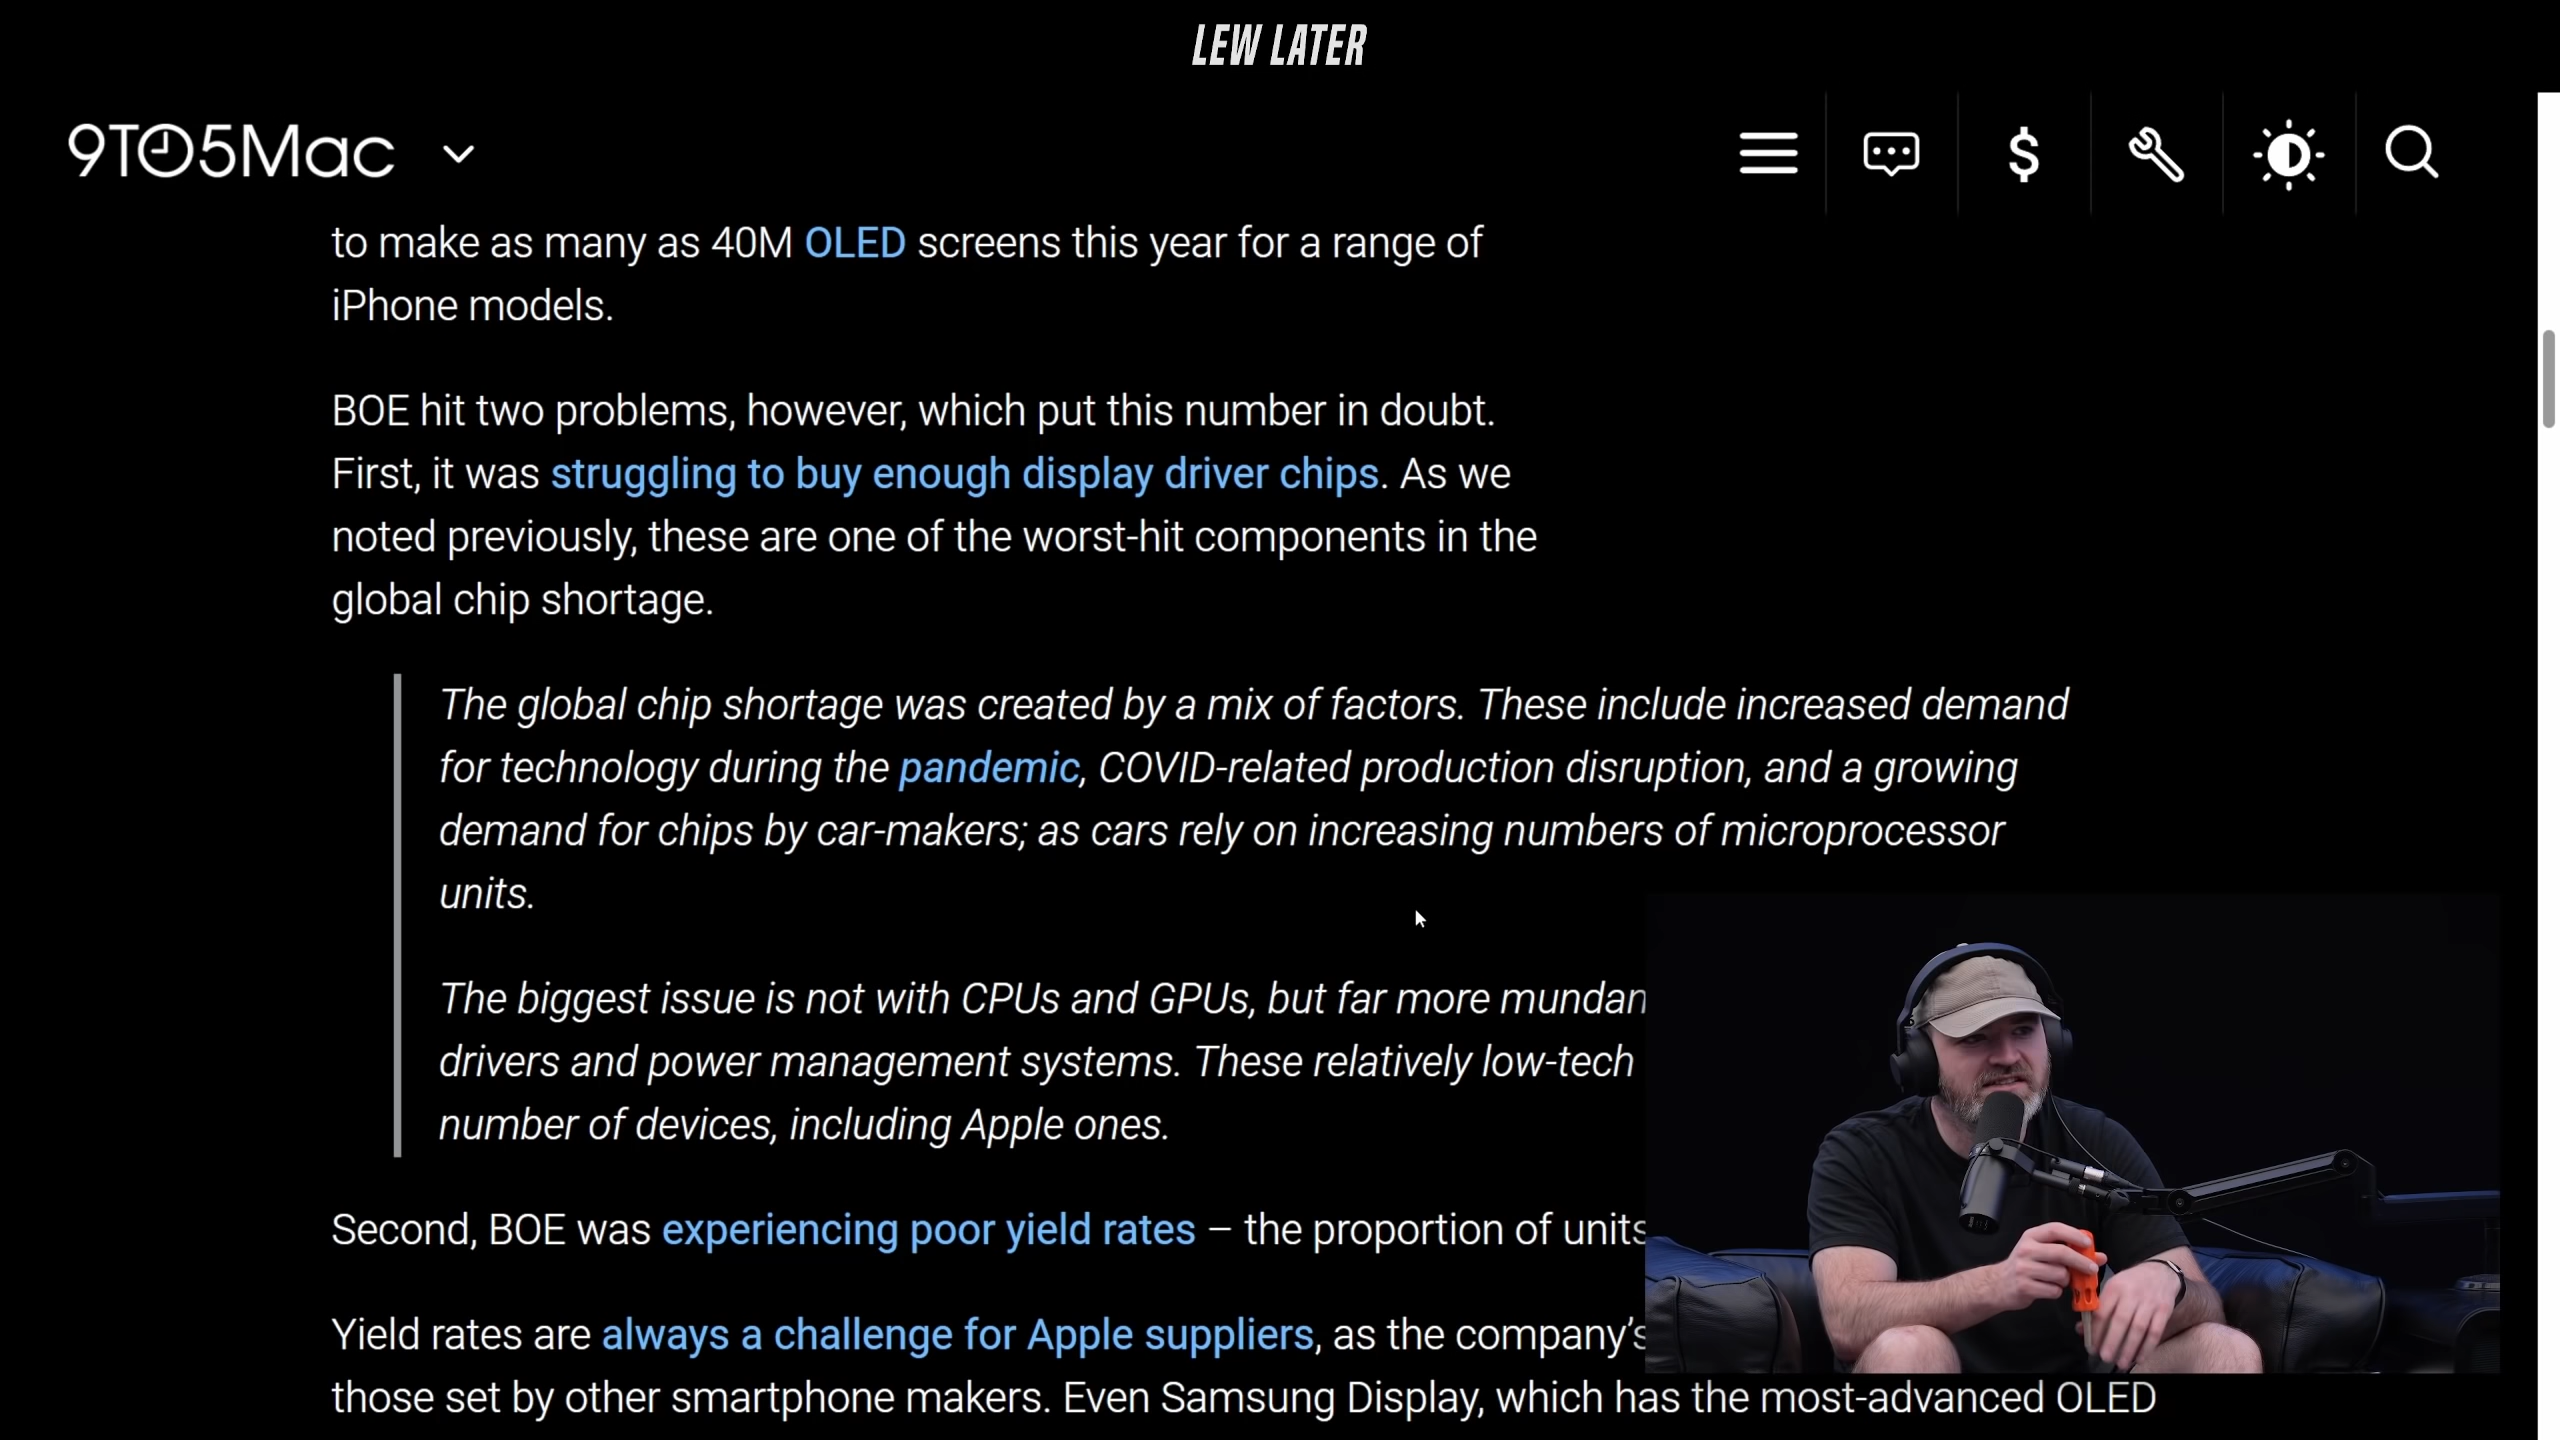 LEW LATER
9TO5Mac
to make as many as 40M OLED screens this year for a range of
iPhone models.
BOE hit two problems, however, which put this number in doubt.
First, it was struggling to buy enough display driver chips. As we
noted previously, these are one of the worst-hit components in the
global chip shortage.
The global chip shortage was created by a mix of factors. These include increased demand
for technology during the pandemic, COVID-related production disruption, and a growing
demand for chips by car-makers; as cars rely on increasing numbers of microprocessor
units.
The biggest issue is not with CPUs and GPUs, but far more mundan
drivers and power management systems. These relatively low-tech
number of devices, including Apple ones.
Second, BOE was experiencing poor yield rates – the proportion of units
Yield rates are always a challenge for Apple suppliers, as the company's
those set by other smartphone makers. Even Samsung Display, which has the most-advanced OLED